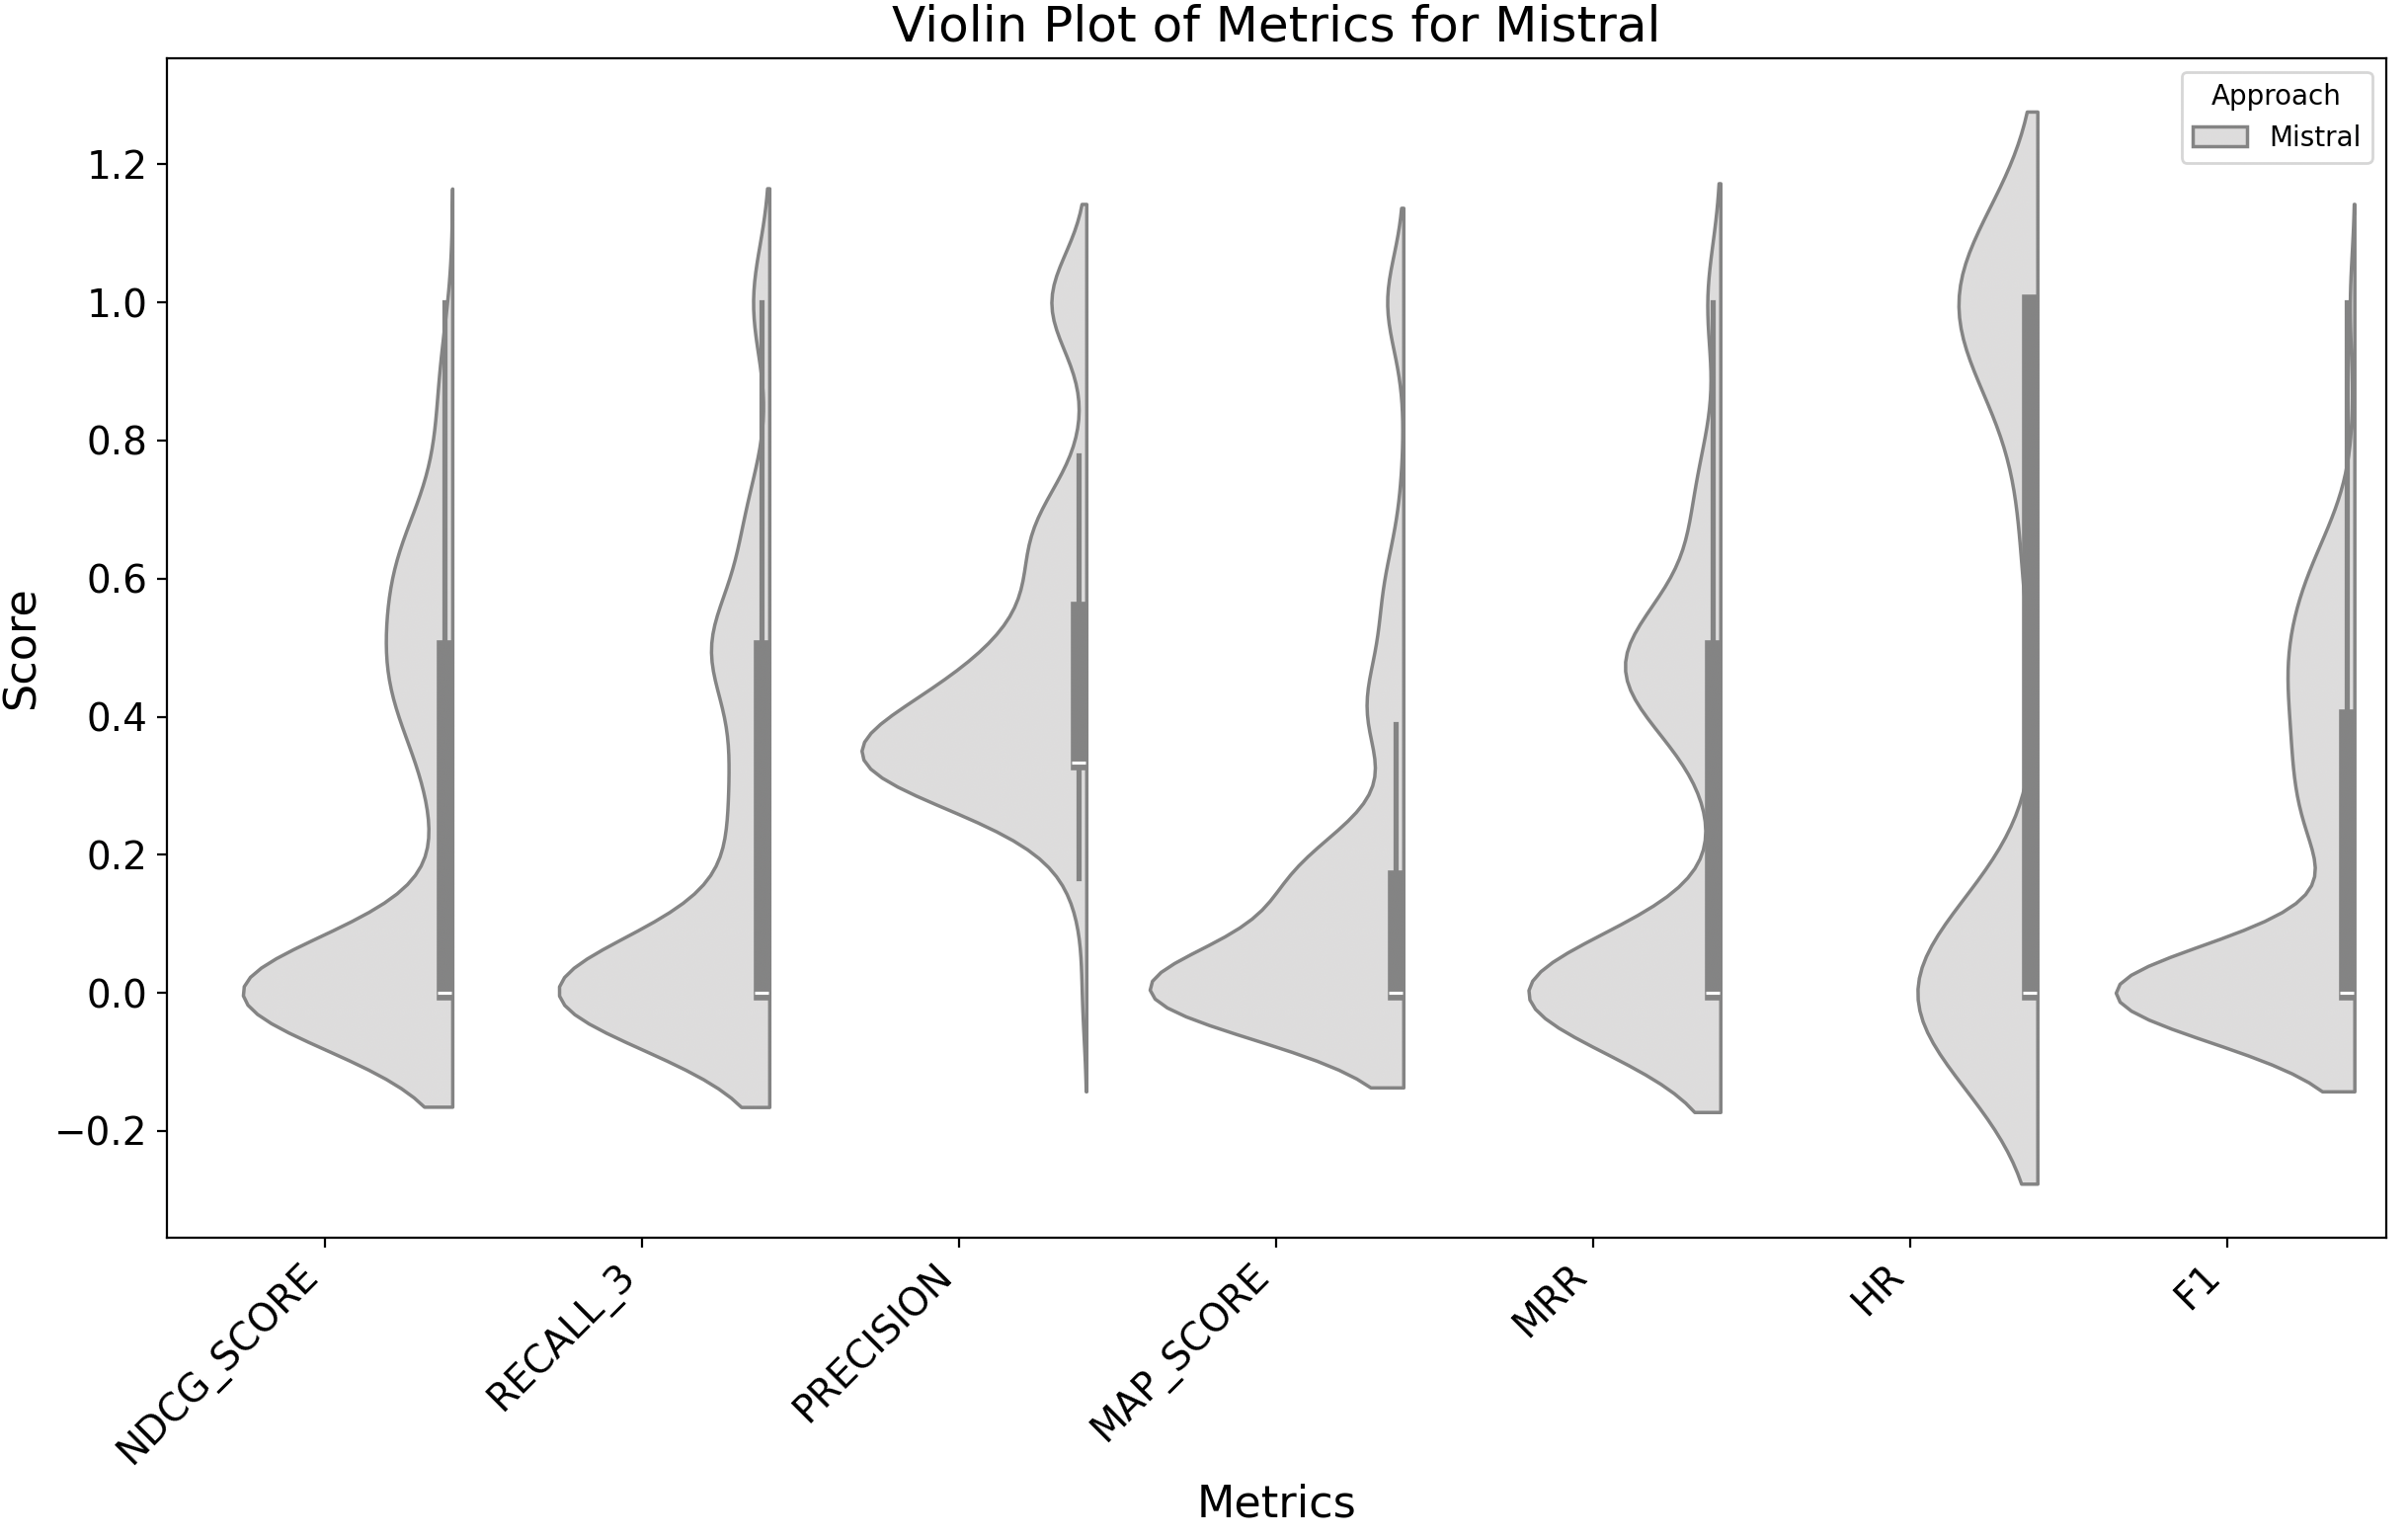 Violin Plot of Metrics for Mistral
Approach
Mistral
1.2
1.0
0.8
0.6
0.4
0.2
0.0
−0.2
Score
NDCG_SCORE
RECALL_3
PRECISION
MAP_SCORE
MRR
HR
F1
Metrics